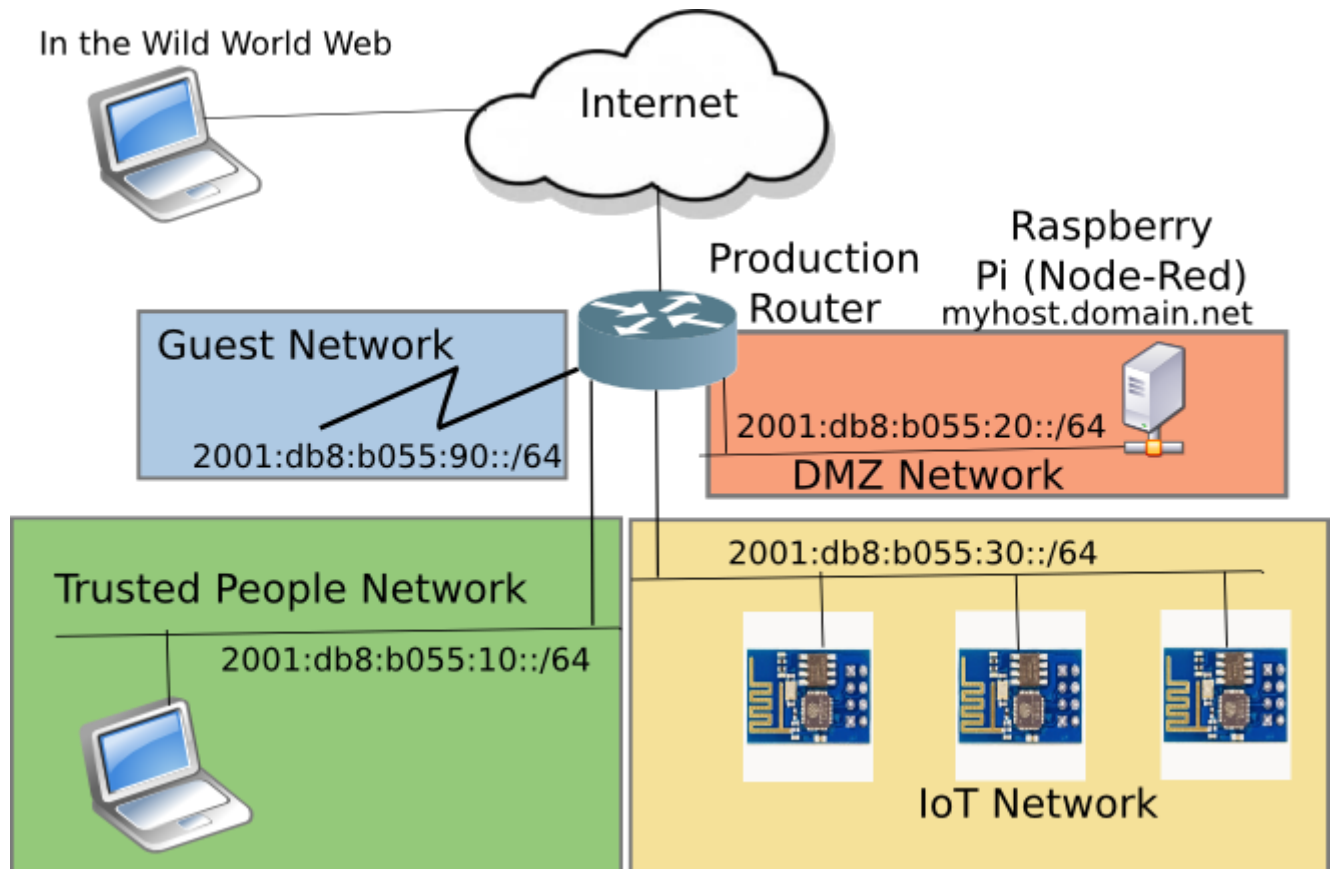 In the Wild World Web
Internet
Production
Router
Raspberry
Pi (Node-Red)
myhost.domain.net
Guest Network
2001:db8:b055:90::/64
2001:db8:b055:20::/64
DMZ Network
Trusted People Network
2001:db8:b055:10::/64
2001:db8:b055:30::/64
IoT Network